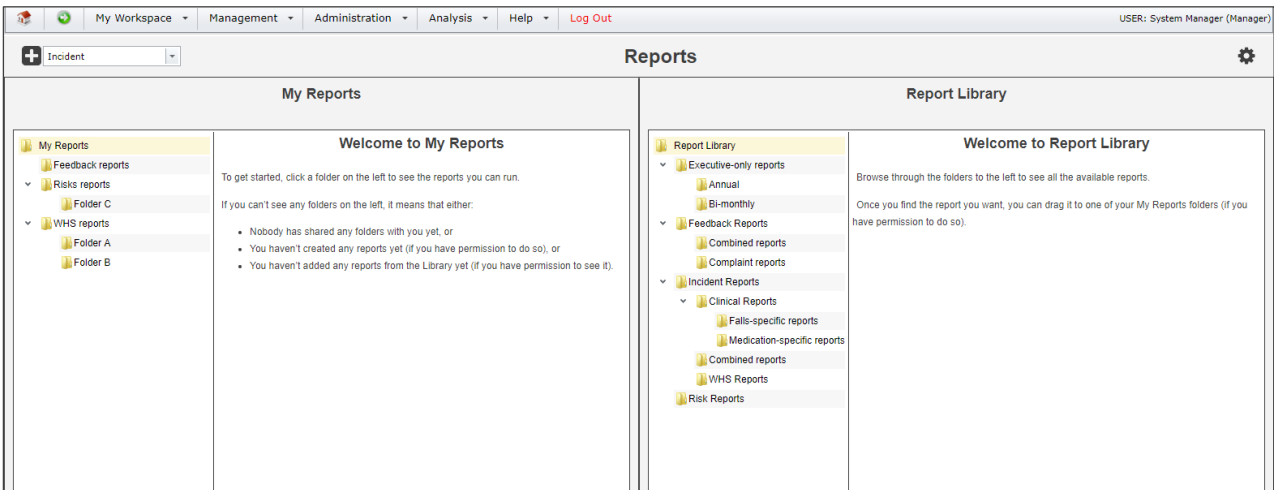 My Workspace Management Administration Analysis Help Log Out USER: System Manager (Manager)
Incident Reports
My Reports
My Reports
Feedback reports
Risks reports
Folder C
WHS reports
Folder A
Folder B
Welcome to My Reports
To get started, click a folder on the left to see the reports you can run.
If you can't see any folders on the left, it means that either:
• Nobody has shared any folders with you yet, or
• You haven't created any reports yet (if you have permission to do so), or
• You haven't added any reports from the Library yet (if you have permission to see it).
Report Library
Report Library
Executive-only reports
Annual
Bi-monthly
Feedback Reports
Combined reports
Complaint reports
Incident Reports
Clinical Reports
Falls-specific reports
Medication-specific reports
Combined reports
WHS Reports
Risk Reports
Welcome to Report Library
Browse through the folders to the left to see all the available reports.
Once you find the report you want, you can drag it to one of your My Reports folders (if you
have permission to do so).